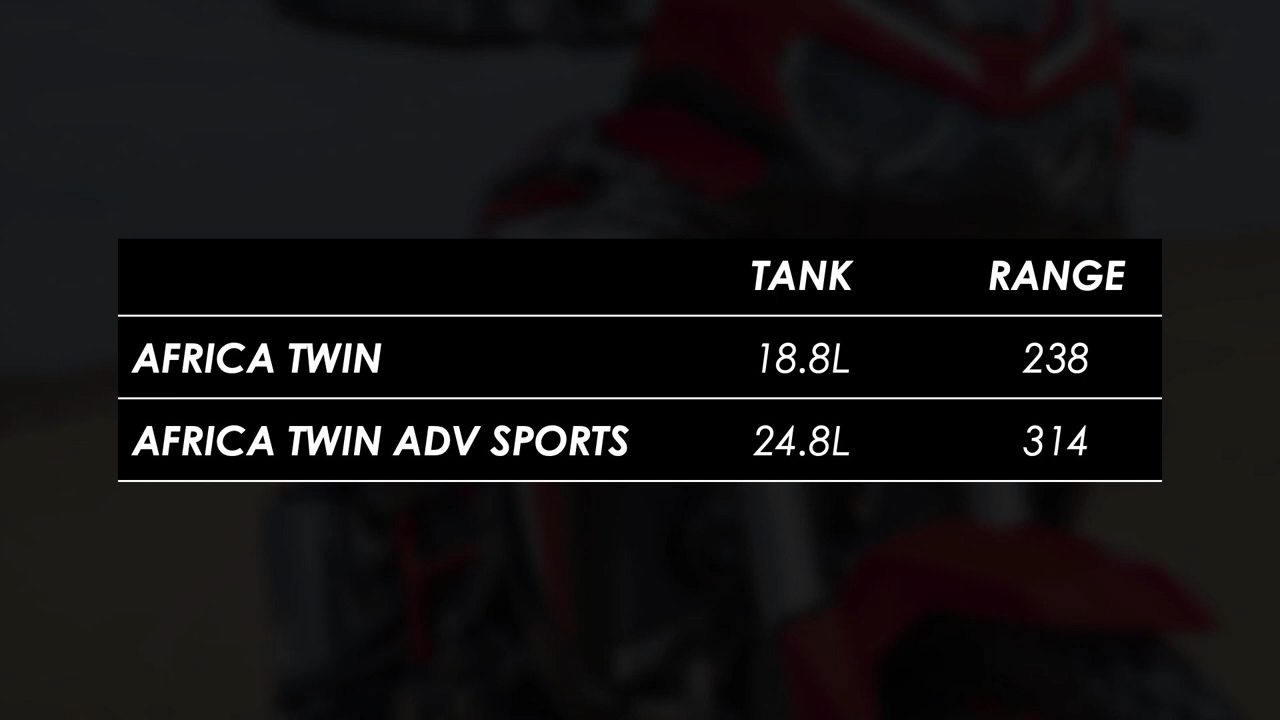 TANK RANGE
AFRICA TWIN 18.8L 238
AFRICA TWIN ADV SPORTS 24.8L 314